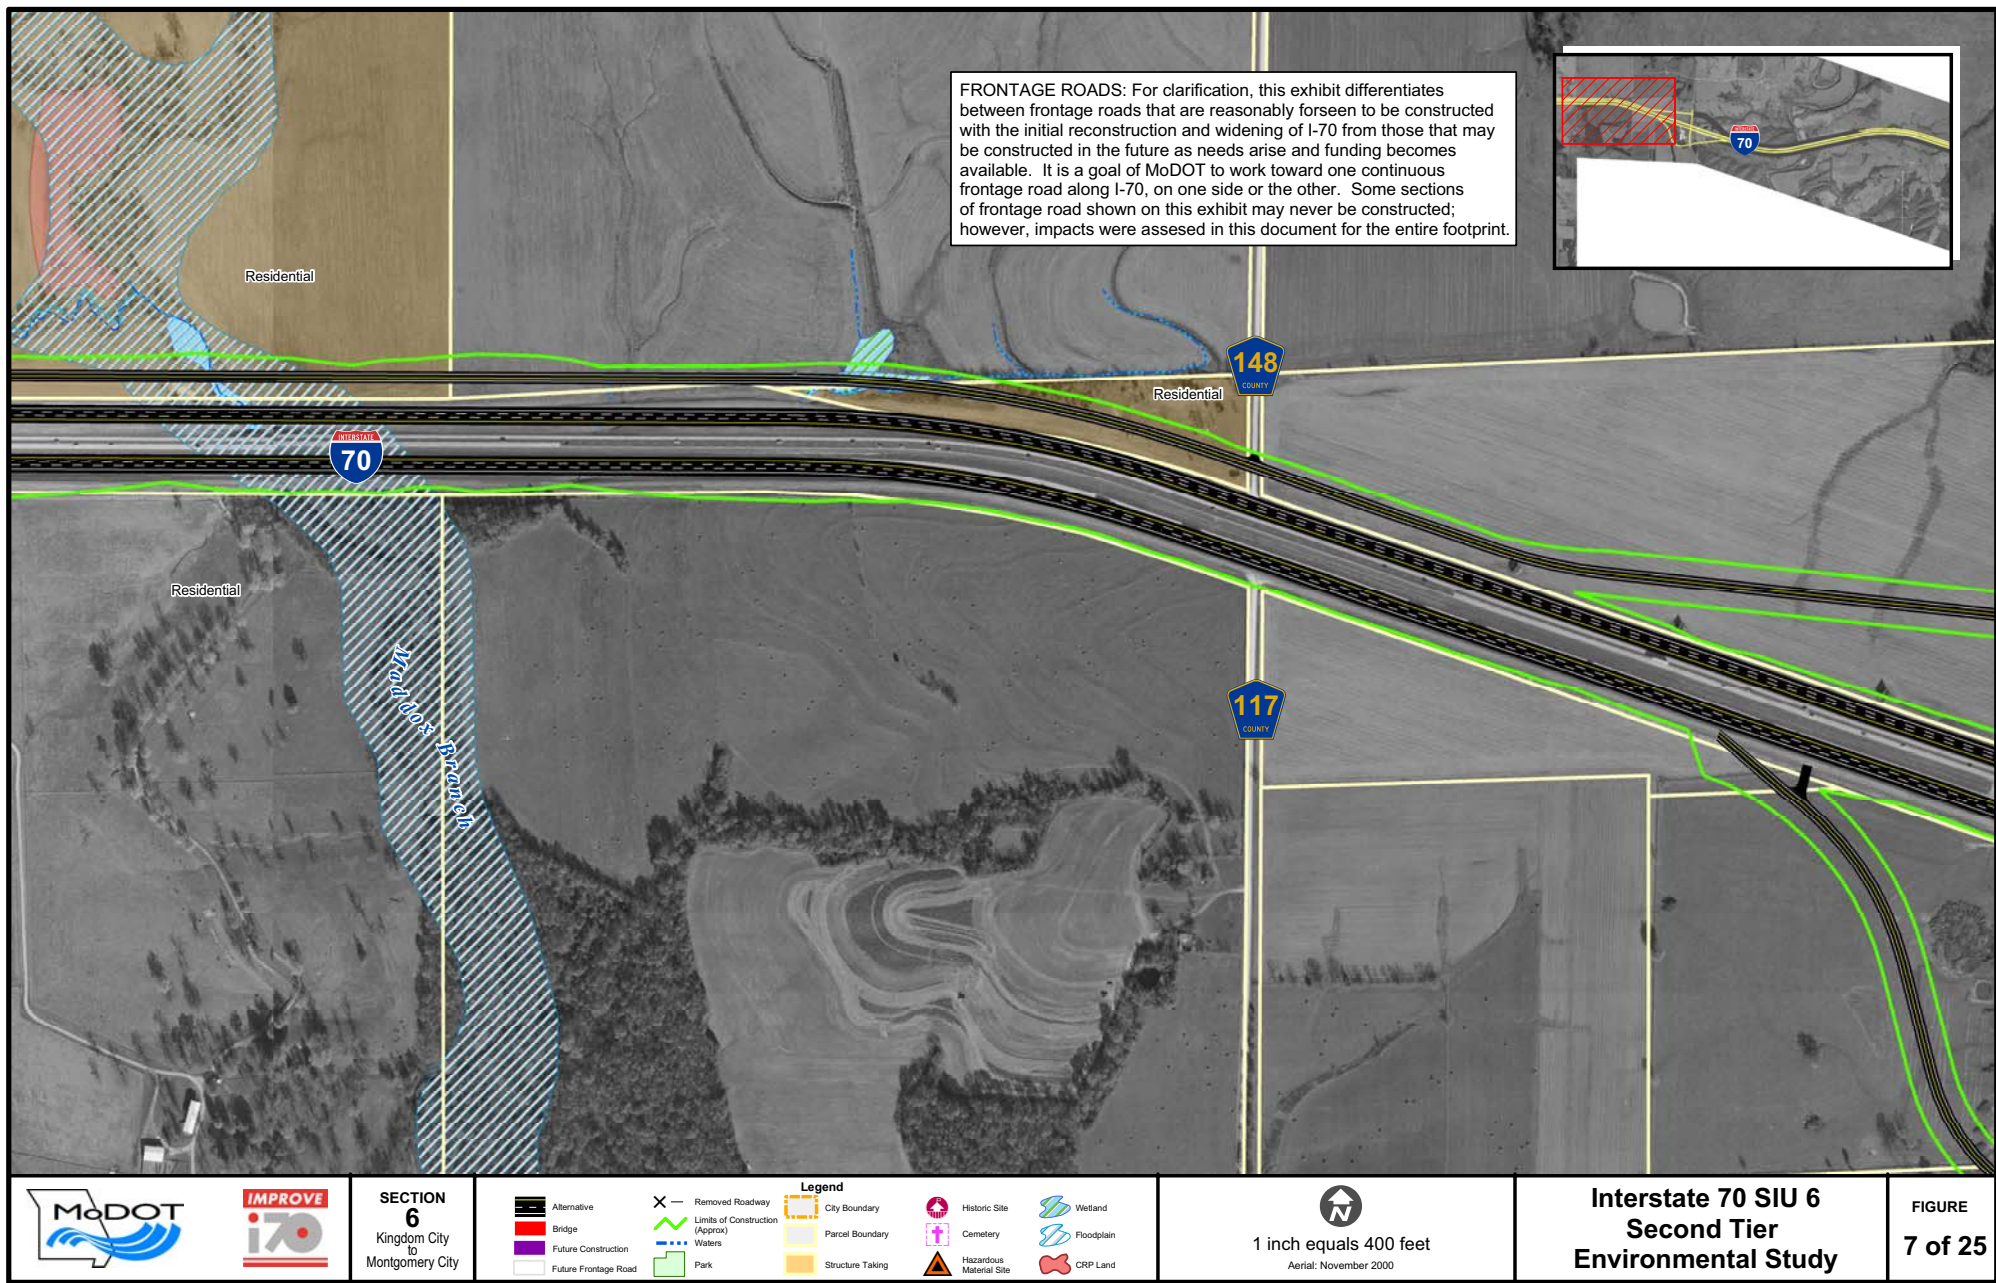 FRONTAGE ROADS: For clarification, this exhibit differentiates
between frontage roads that are reasonably forseen to be constructed
with the initial reconstruction and widening of I-70 from those that may
be constructed in the future as needs arise and funding becomes
available. It is a goal of MoDOT to work toward one continuous
frontage road along I-70, on one side or the other. Some sections
of frontage road shown on this exhibit may never be constructed;
however, impacts were assesed in this document for the entire footprint.
INTERSTATE
70
Residential
148
COUNTY
Residential
INTERSTATE
70
Residential
Maddox Branch
117
COUNTY
MoDOT
IMPROVE
i70
SECTION
6
Kingdom City
to
Montgomery City
Legend
Alternative
Bridge
Future Construction
Future Frontage Road
Removed Roadway
Limits of Construction
(Approx)
Waters
Park
City Boundary
Parcel Boundary
Structure Taking
Historic Site
Cemetery
Hazardous
Material Site
Wetland
Floodplain
CRP Land
N
1 inch equals 400 feet
Aerial: November 2000
Interstate 70 SIU 6
Second Tier
Environmental Study
FIGURE
7 of 25